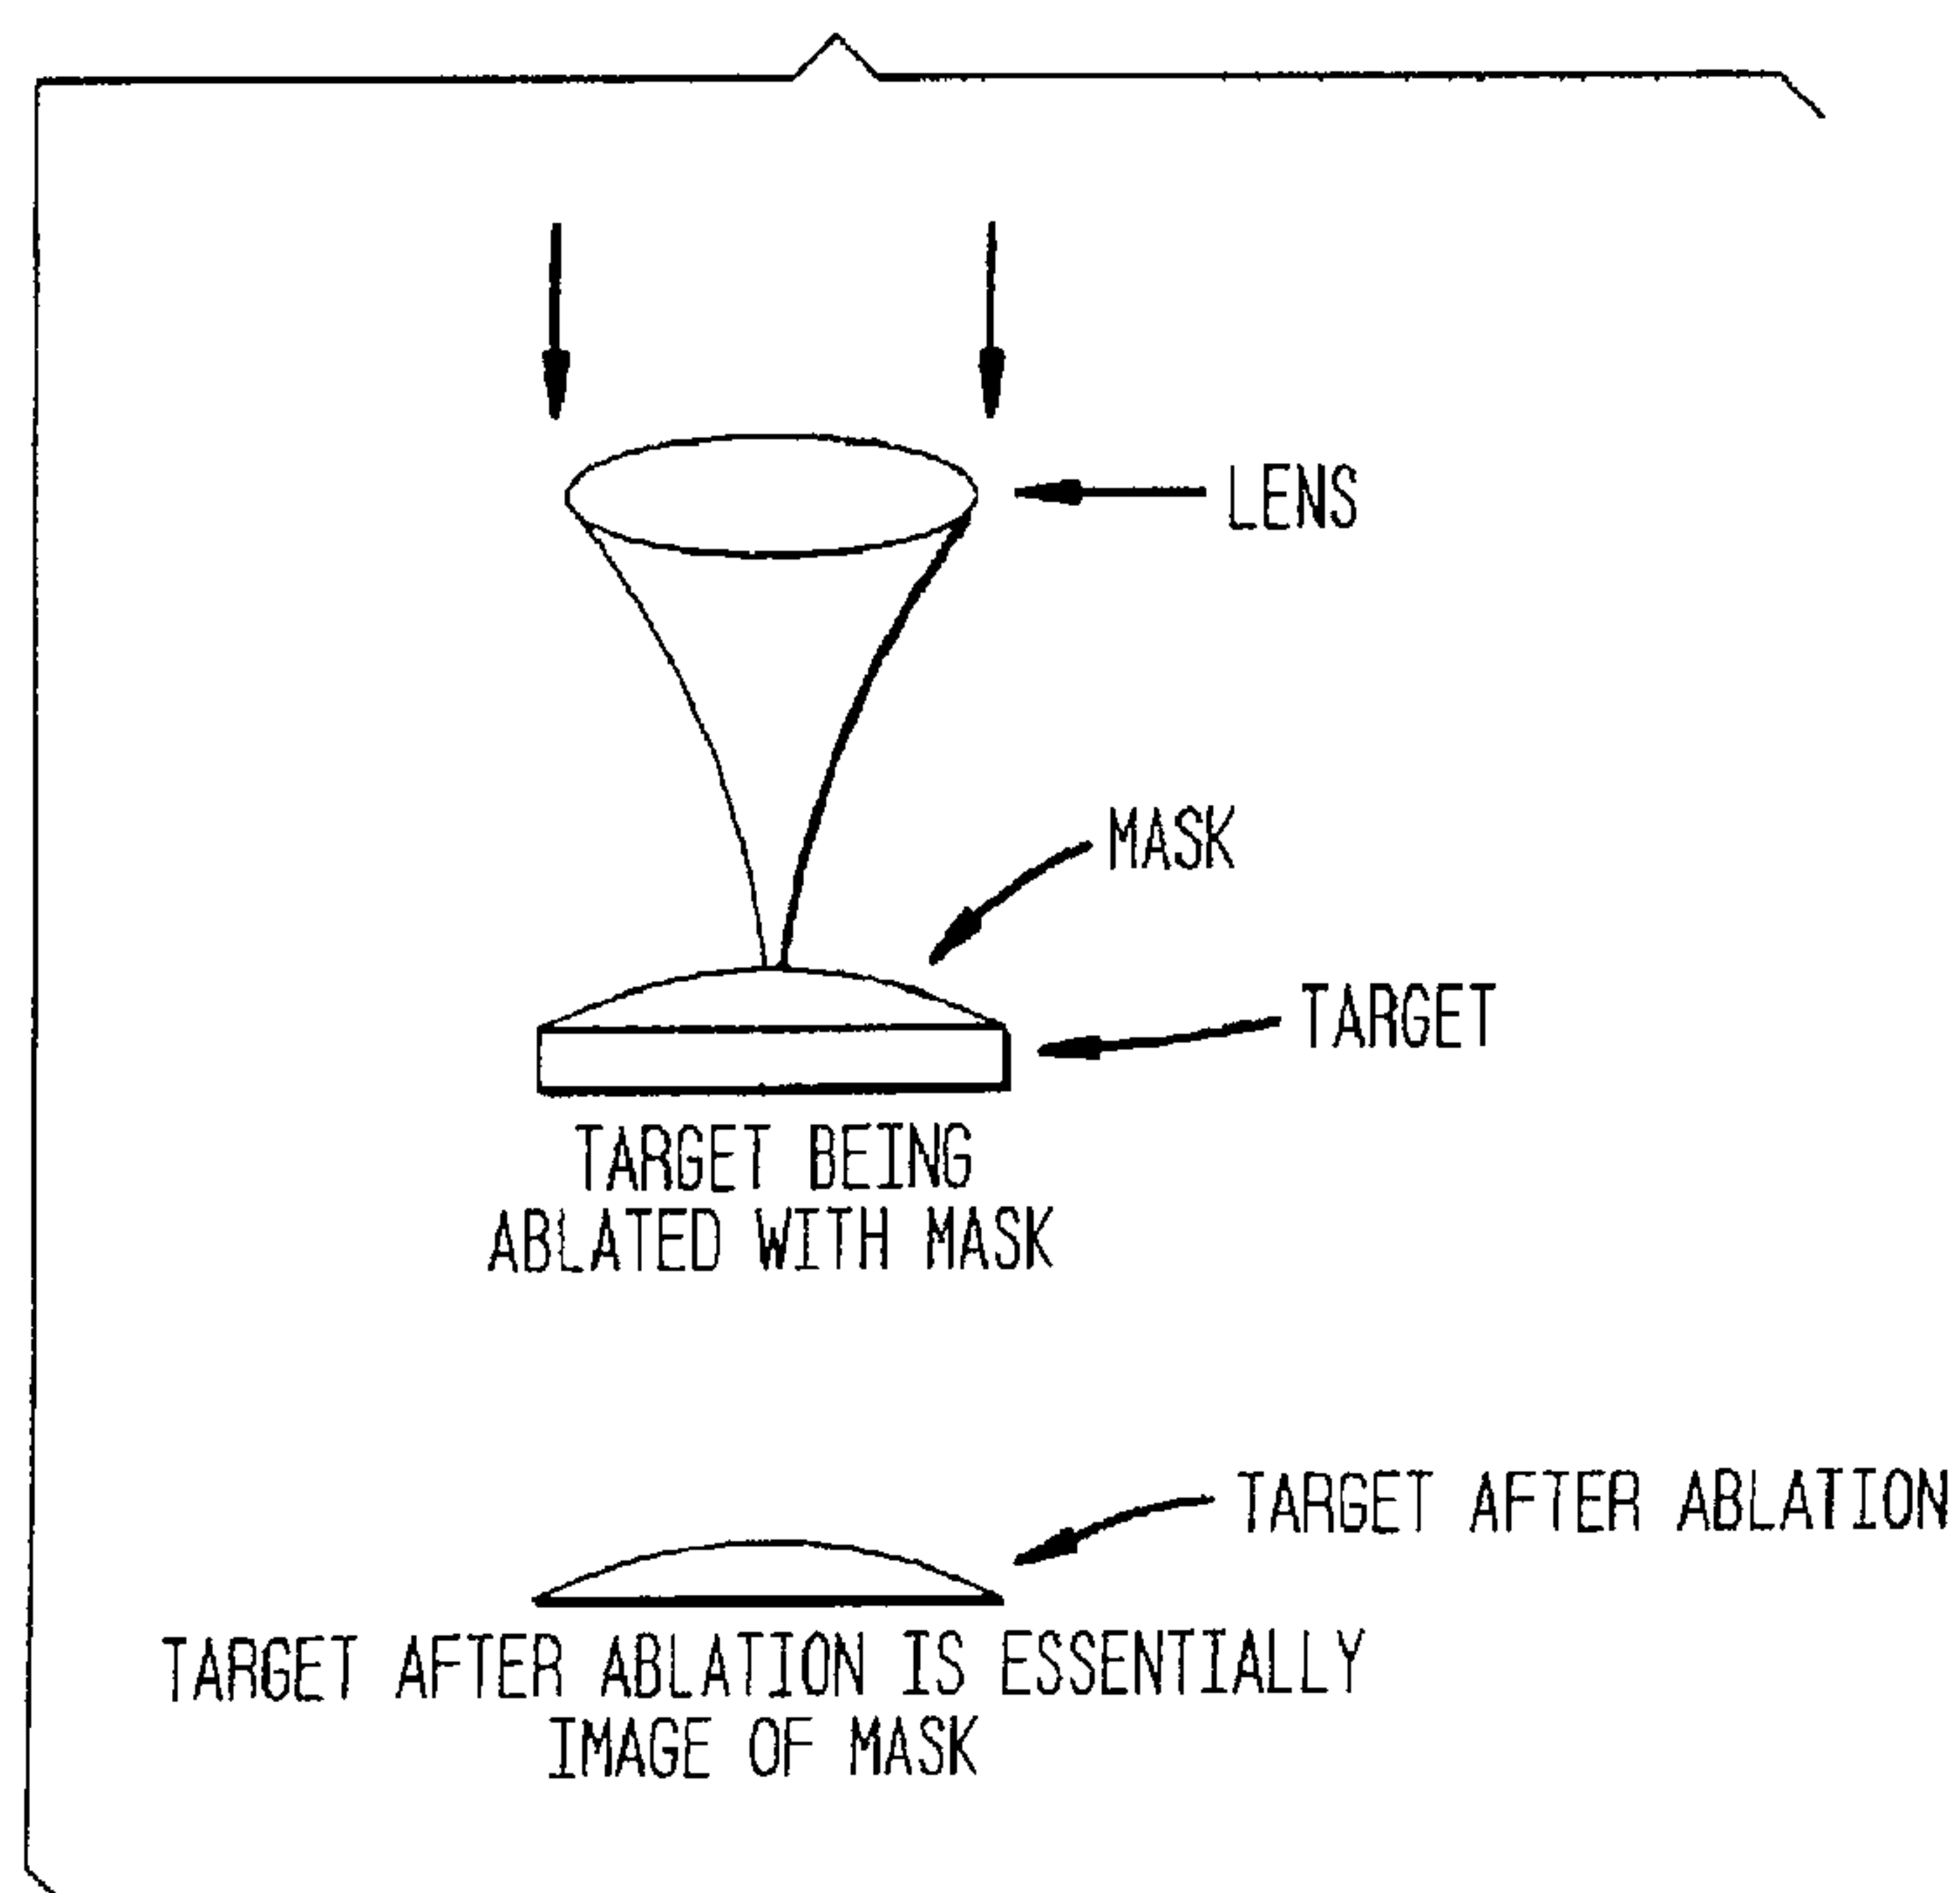 LENS
MASK
TARGET
TARGET BEING
ABLATED WITH MASK
TARGET AFTER ABLATION
TARGET AFTER ABLATION IS ESSENTIALLY
IMAGE OF MASK